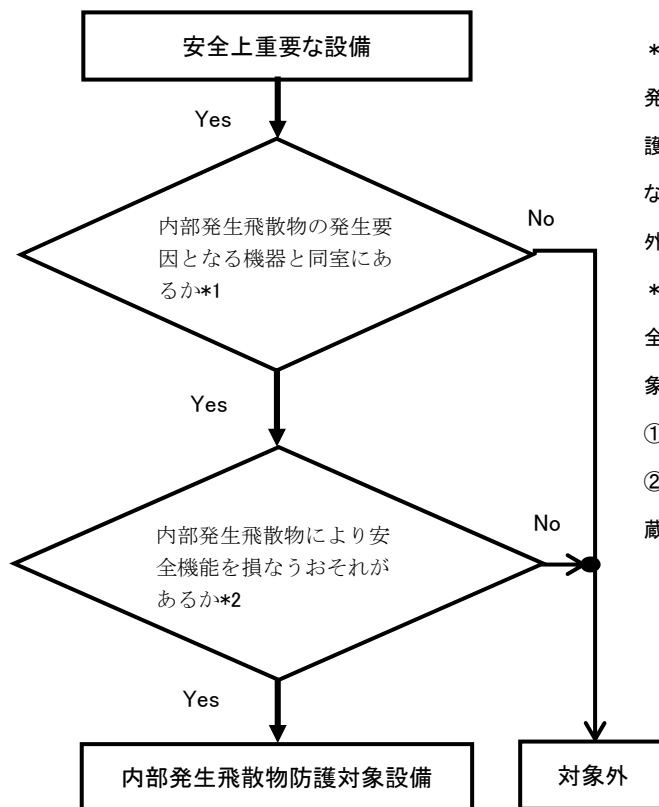 安全上重要な設備
Yes
内部発生飛散物の発生要
因となる機器と同室にあ
るか*1
No
Yes
内部発生飛散物により安
全機能を損なうおそれが
あるか*2
No
Yes
内部発生飛散物防護対象設備
対象外
*
発
護
な
外
*
全
象
①
②
蔵